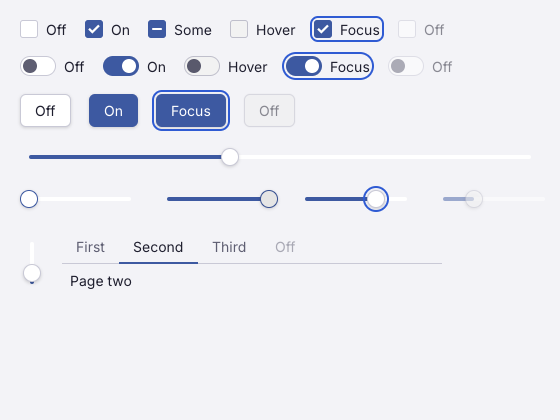 Off On Some Hover Focus Off
Off On Hover Focus Off
Off On Focus Off
First Second Third Off
Page two